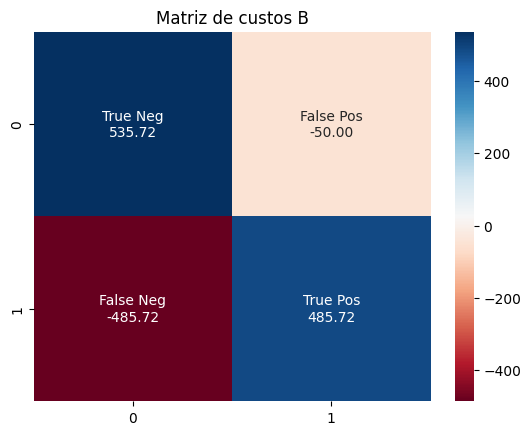 Matriz de custos B
True Neg
535.72
False Pos
-50.00
False Neg
-485.72
True Pos
485.72
0
1
0
1
400
200
0
−200
−400